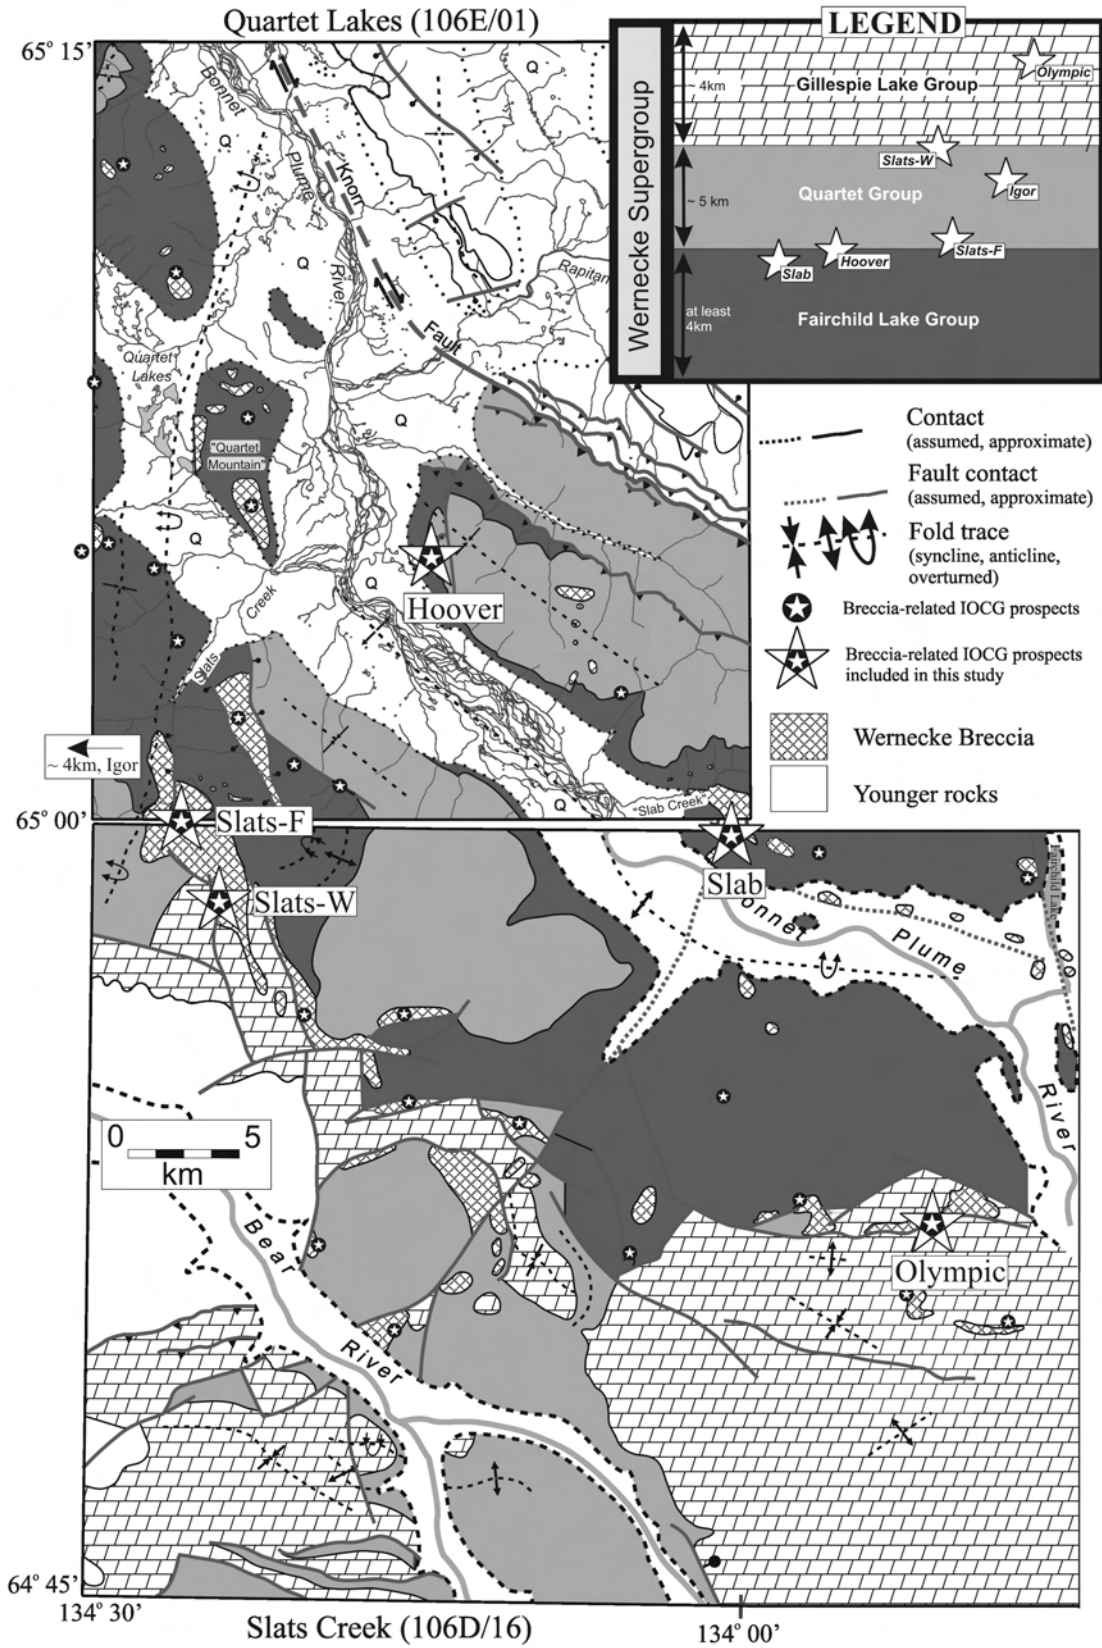 Quartet Lakes (106E/01)
65° 15'
LEGEND
Wernecke Supergroup
~ 4km
Gillespie Lake Group
Olympic
Slats-W
~ 5 km
Quartet Group
Igor
Slab
Hoover
Slats-F
at least
4km
Fairchild Lake Group
Bonnet
Plume
River
Knorr
Fault
Q
Q
Q
Q
Q
Q
Q
Rapitan
Quartet
Lakes
"Quartet
Mountain"
Hoover
Slats
Creek
~ 4km, Igor
"Slab Creek"
65° 00'
Slats-F
Slats-W
Slab
Contact
(assumed, approximate)
Fault contact
(assumed, approximate)
Fold trace
(syncline, anticline,
overturned)
Breccia-related IOCG prospects
Breccia-related IOCG prospects
included in this study
Wernecke Breccia
Younger rocks
Fairchild Lake
onnet
Plume
River
0 5
km
Bear
River
Olympic
64° 45'
134° 30'
134° 00'
Slats Creek (106D/16)